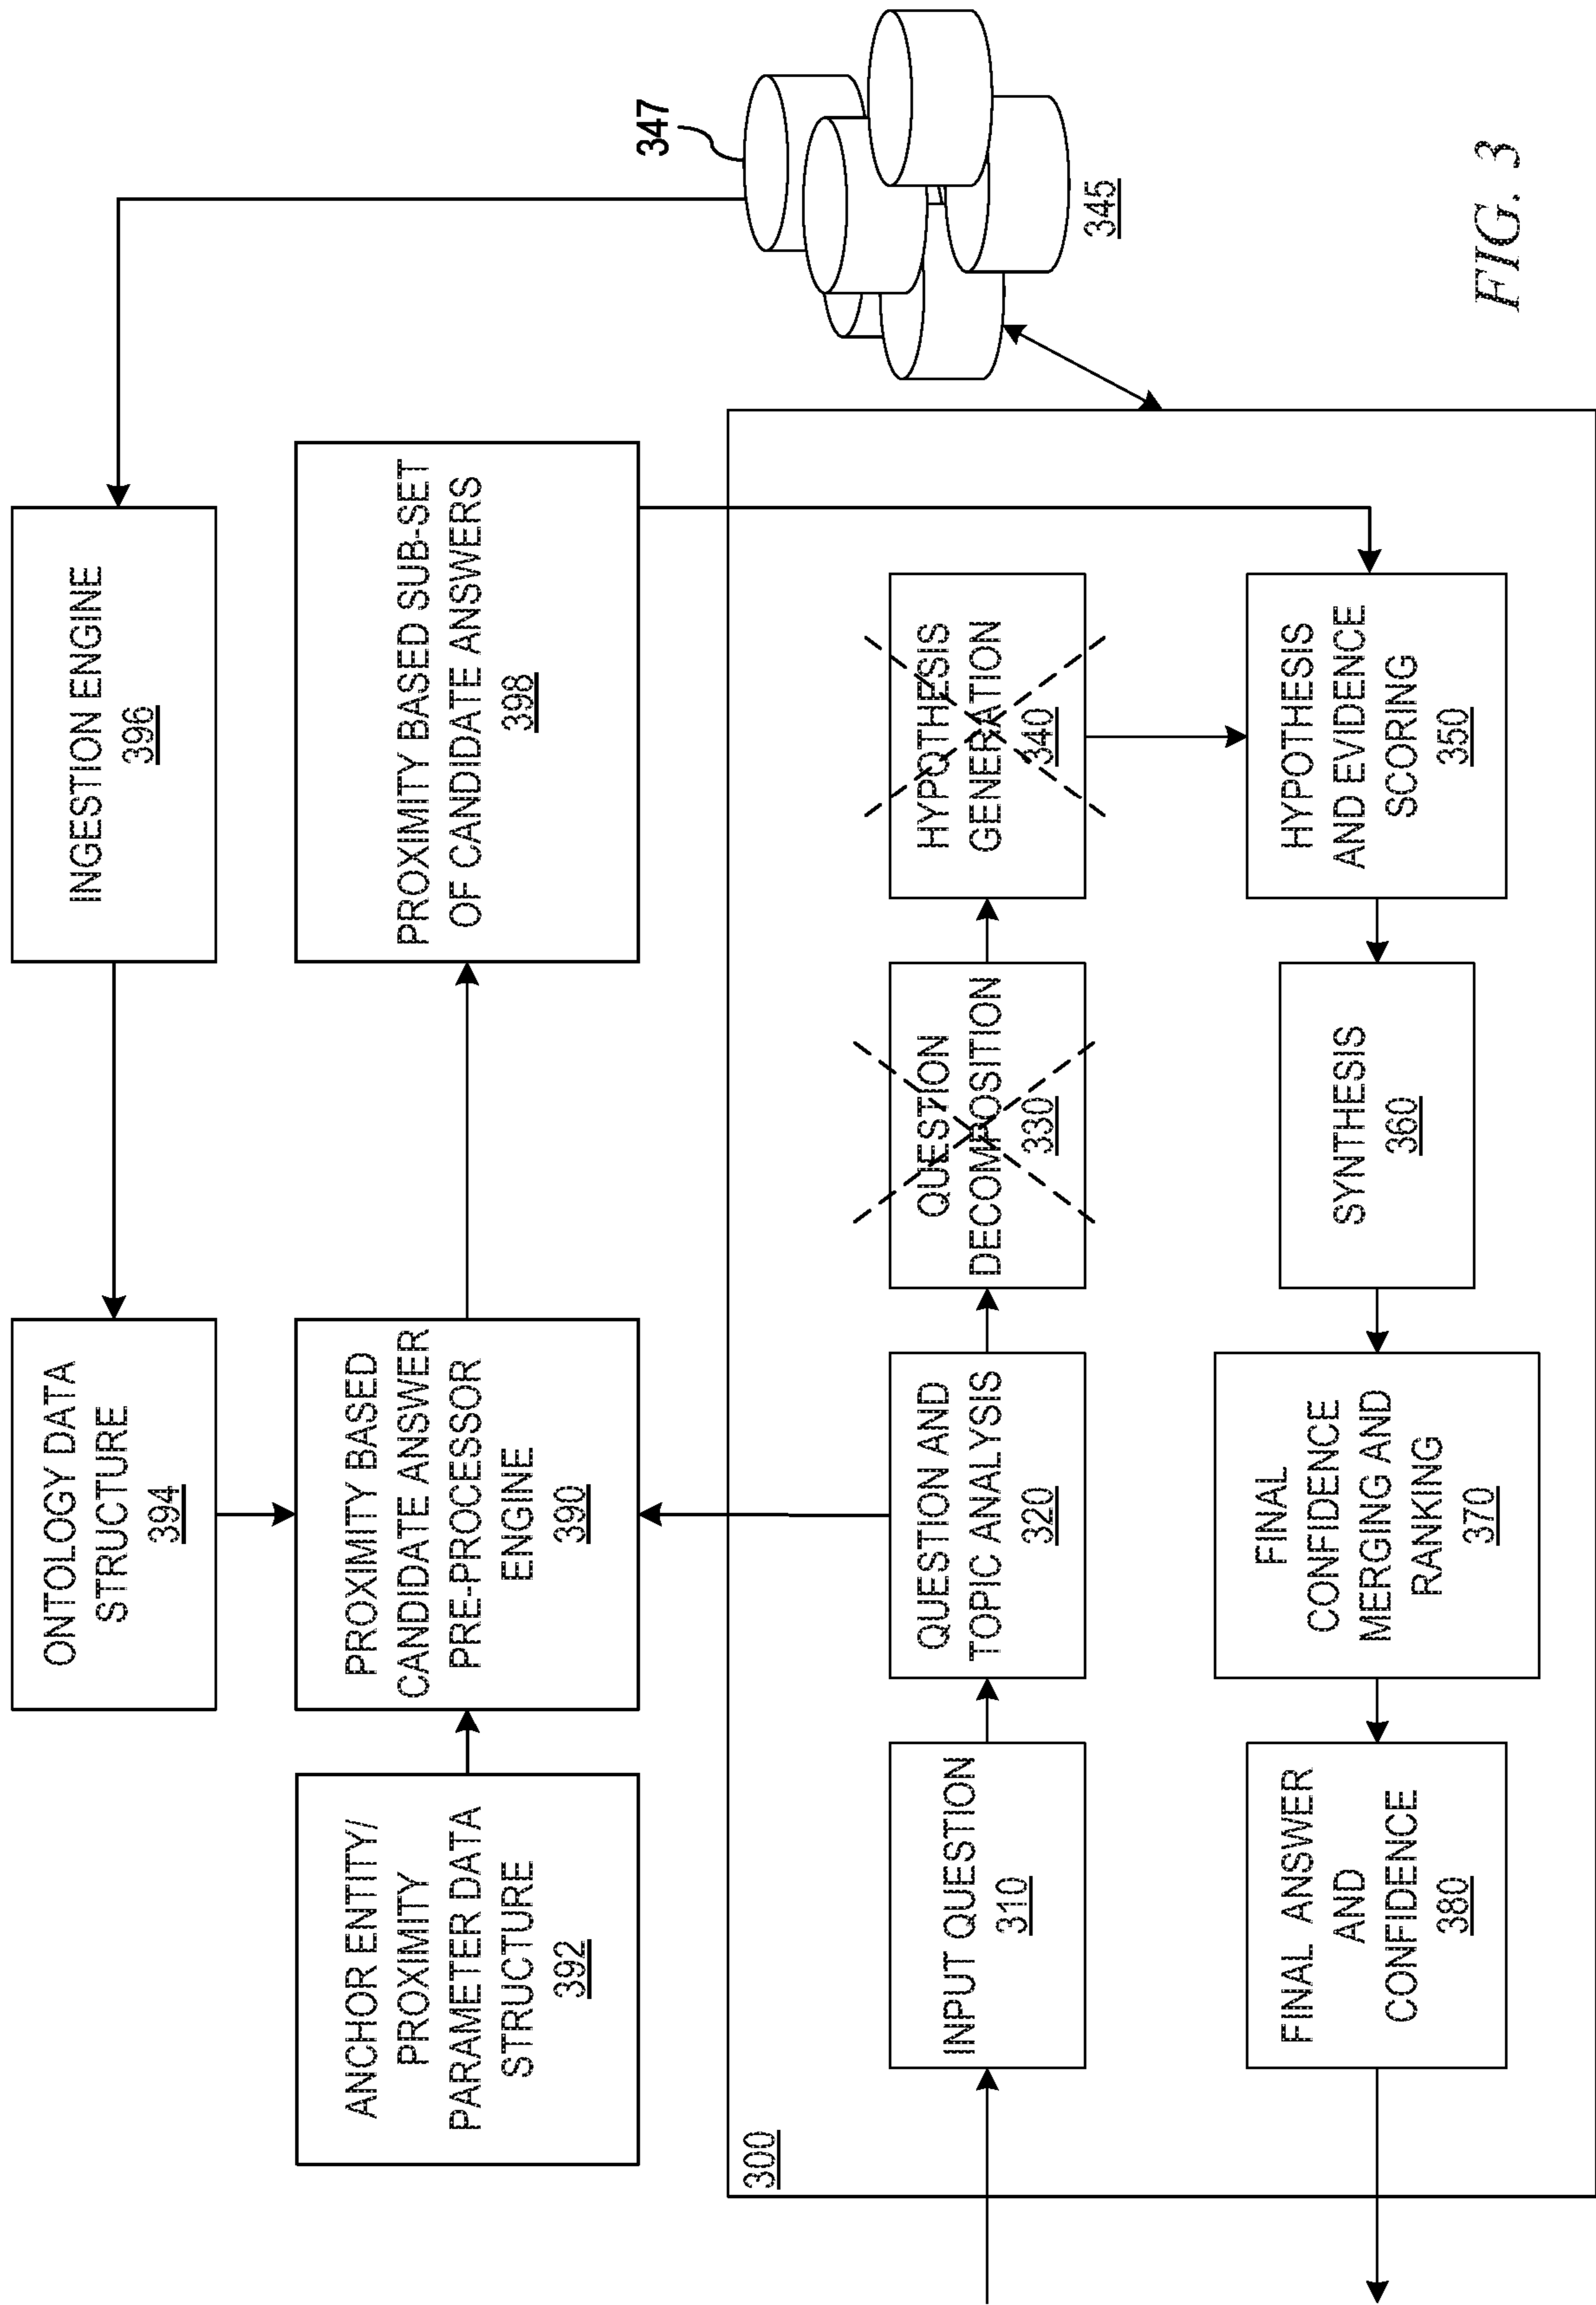 INGESTION ENGINE
396
ONTOLOGY DATA
STRUCTURE
394
347
345
PROXIMITY BASED SUB-SET
OF CANDIDATE ANSWERS
398
PROXIMITY BASED
CANDIDATE ANSWER
PRE-PROCESSOR
ENGINE
390
ANCHOR ENTITY/
PROXIMITY
PARAMETER DATA
STRUCTURE
392
300
INPUT QUESTION
310
QUESTION AND
TOPIC ANALYSIS
320
QUESTION
DECOMPOSITION
330
HYPOTHESIS
GENERATION
340
HYPOTHESIS
AND EVIDENCE
SCORING
350
SYNTHESIS
360
FINAL
CONFIDENCE
MERGING AND
RANKING
370
FINAL ANSWER
AND
CONFIDENCE
380
FIG. 3